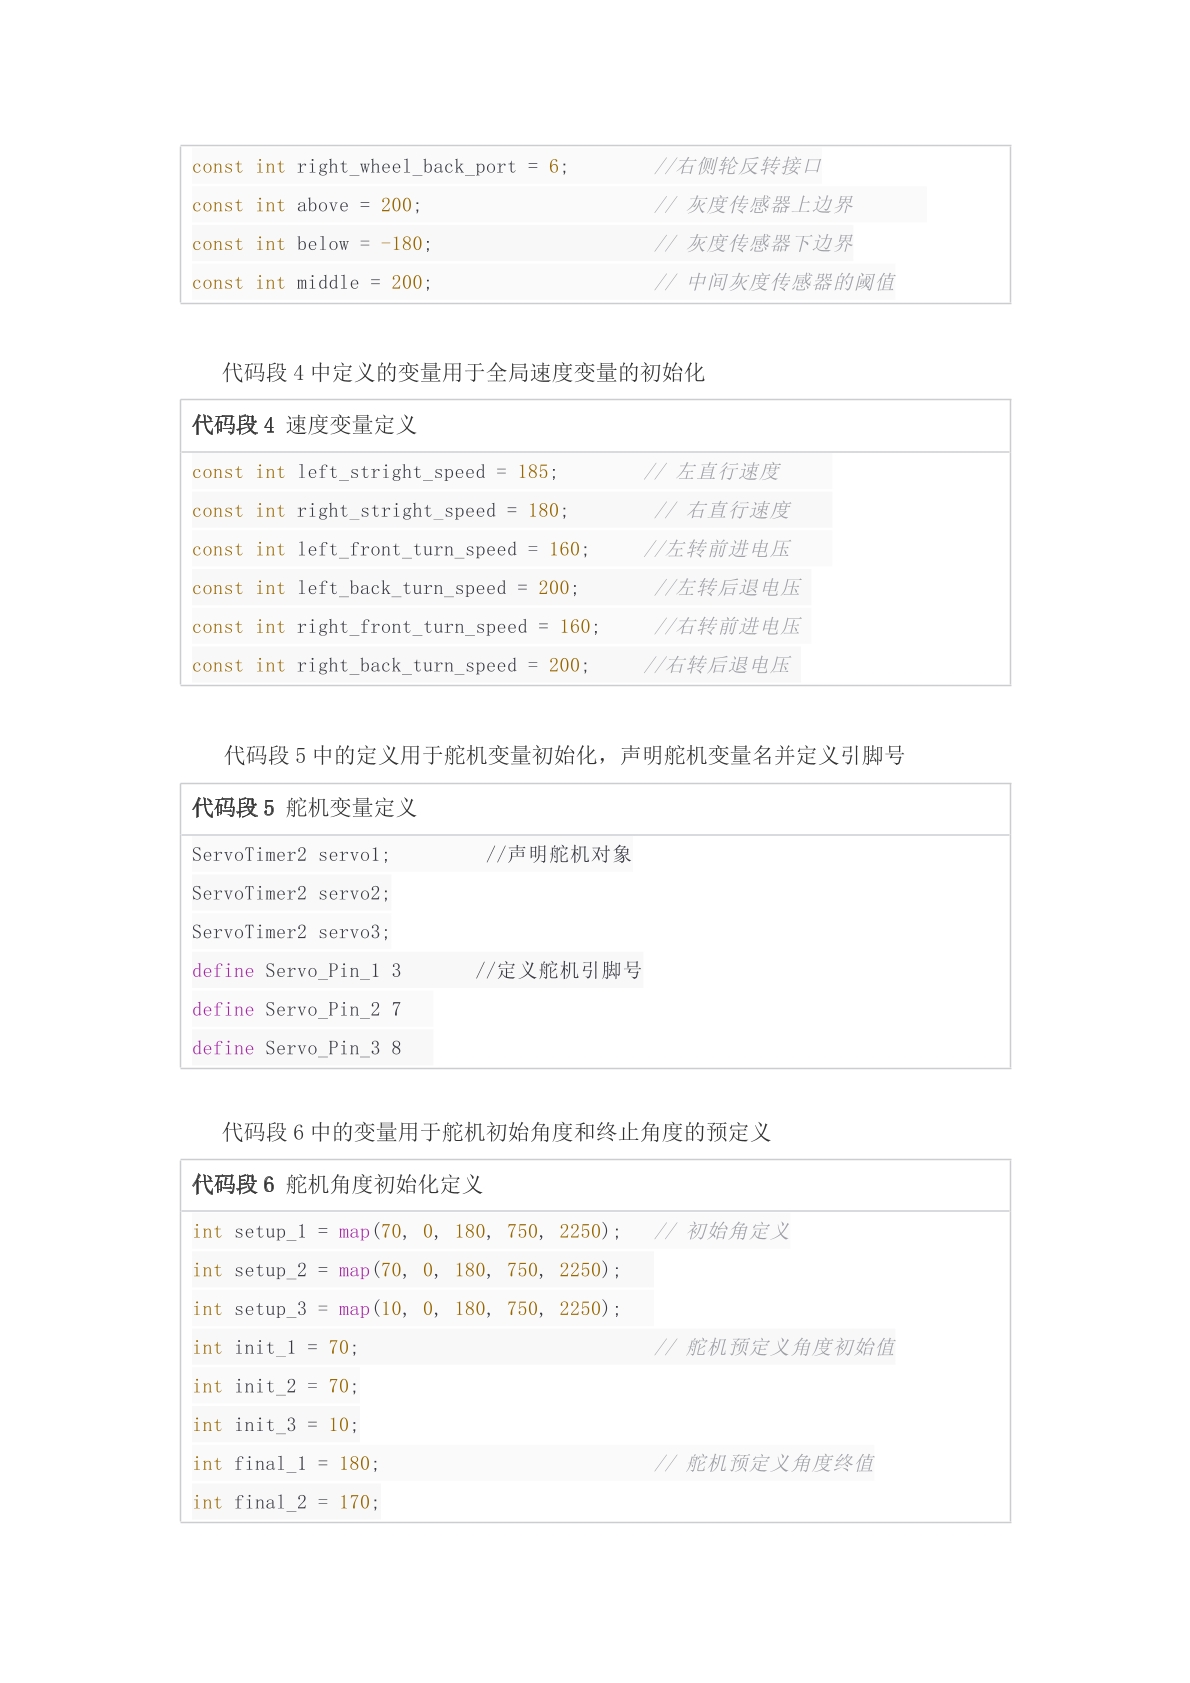 const int right_wheel_back_port = 6; //右侧轮反转接口
const int above = 200; // 灰度传感器上边界
const int below = -180; // 灰度传感器下边界
const int middle = 200; // 中间灰度传感器的阈值
代码段 4 中定义的变量用于全局速度变量的初始化
代码段 4 速度变量定义
const int left_stright_speed = 185; // 左直行速度
const int right_stright_speed = 180; // 右直行速度
const int left_front_turn_speed = 160; //左转前进电压
const int left_back_turn_speed = 200; //左转后退电压
const int right_front_turn_speed = 160; //右转前进电压
const int right_back_turn_speed = 200; //右转后退电压
代码段 5 中的定义用于舵机变量初始化，声明舵机变量名并定义引脚号
代码段 5 舵机变量定义
ServoTimer2 servo1; //声明舵机对象
ServoTimer2 servo2;
ServoTimer2 servo3;
define Servo_Pin_1 3 //定义舵机引脚号
define Servo_Pin_2 7
define Servo_Pin_3 8
代码段 6 中的变量用于舵机初始角度和终止角度的预定义
代码段 6 舵机角度初始化定义
int setup_1 = map(70, 0, 180, 750, 2250); // 初始角定义
int setup_2 = map(70, 0, 180, 750, 2250);
int setup_3 = map(10, 0, 180, 750, 2250);
int init_1 = 70; // 舵机预定义角度初始值
int init_2 = 70;
int init_3 = 10;
int final_1 = 180; // 舵机预定义角度终值
int final_2 = 170;